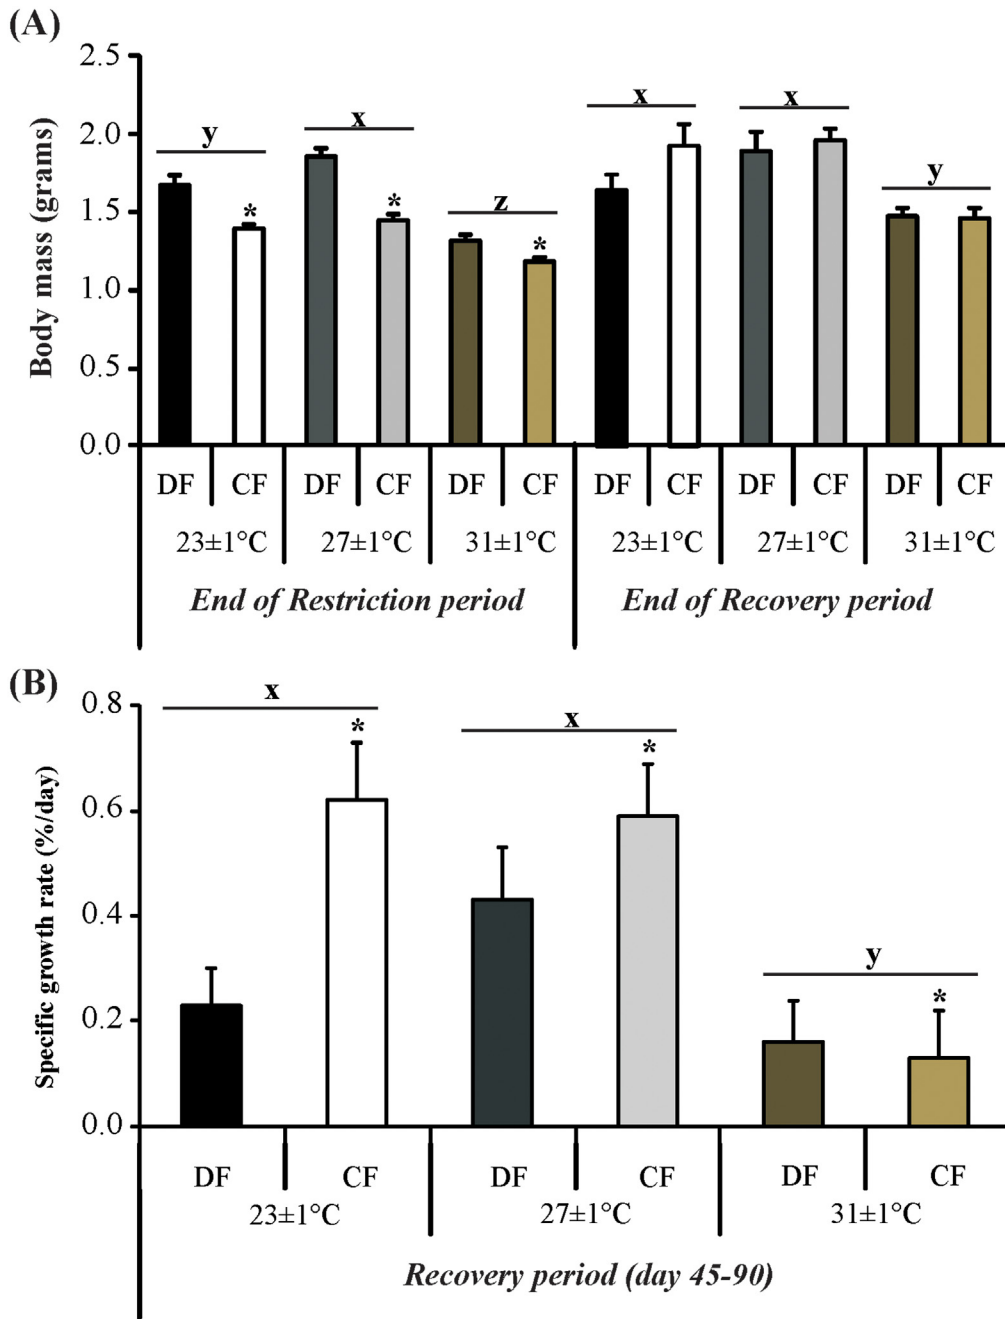 (A)
Body mass (grams)
2.5
2.0
1.5
1.0
0.5
0.0
y
*
x
*
z
*
x
x
y
DF CF DF CF DF CF DF CF DF CF DF CF
23±1°C 27±1°C 31±1°C 23±1°C 27±1°C 31±1°C
End of Restriction period End of Recovery period
(B)
Specific growth rate (%/day)
0.8
0.6
0.4
0.2
0.0
x
*
x
*
y
*
DF CF DF CF DF CF
23±1°C 27±1°C 31±1°C
Recovery period (day 45-90)